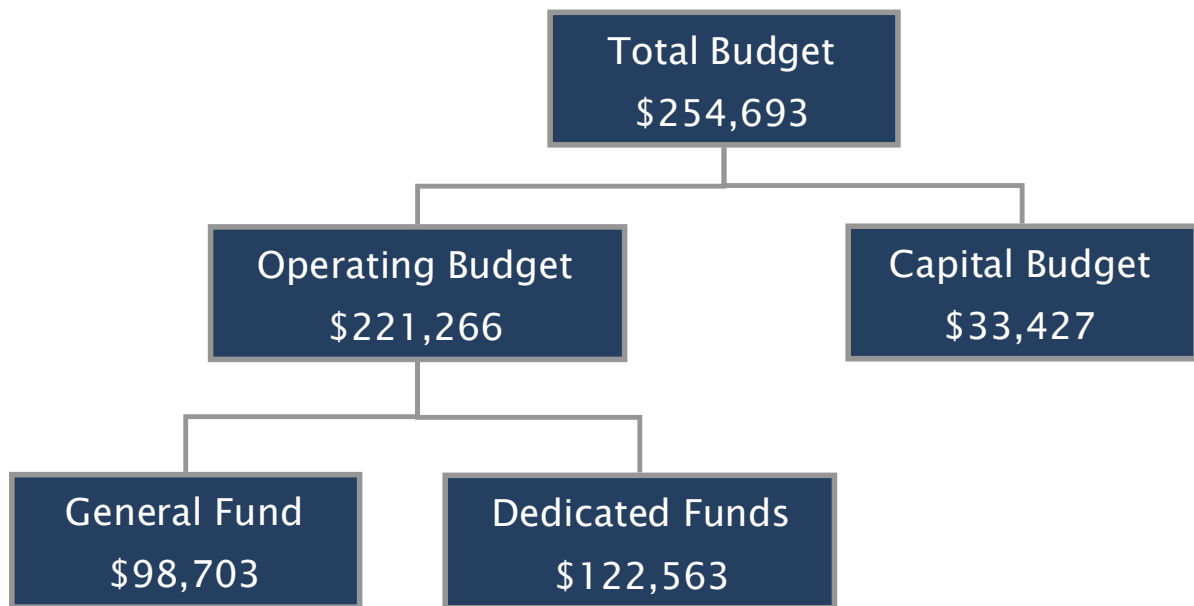 Total Budget
$254,693
Operating Budget
$221,266
Capital Budget
$33,427
General Fund
$98,703
Dedicated Funds
$122,563